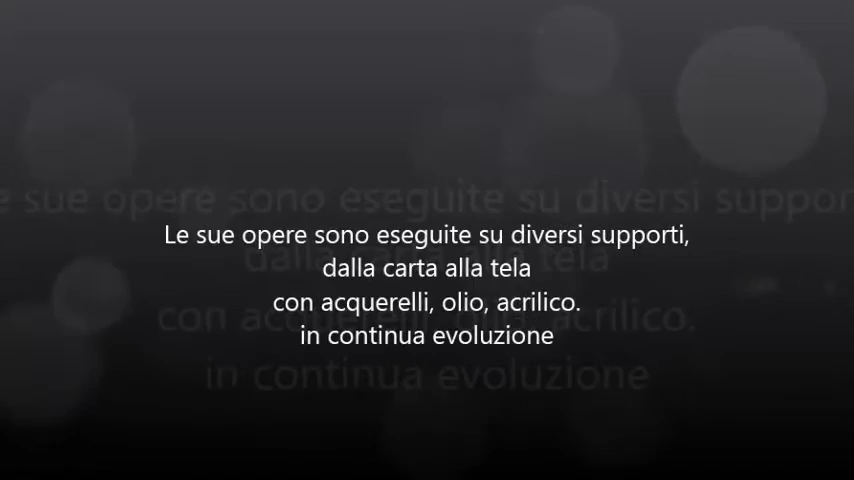 Le sue opere sono eseguite su diversi supporti,
dalla carta alla tela
con acquerelli, olio, acrilico.
in continua evoluzione